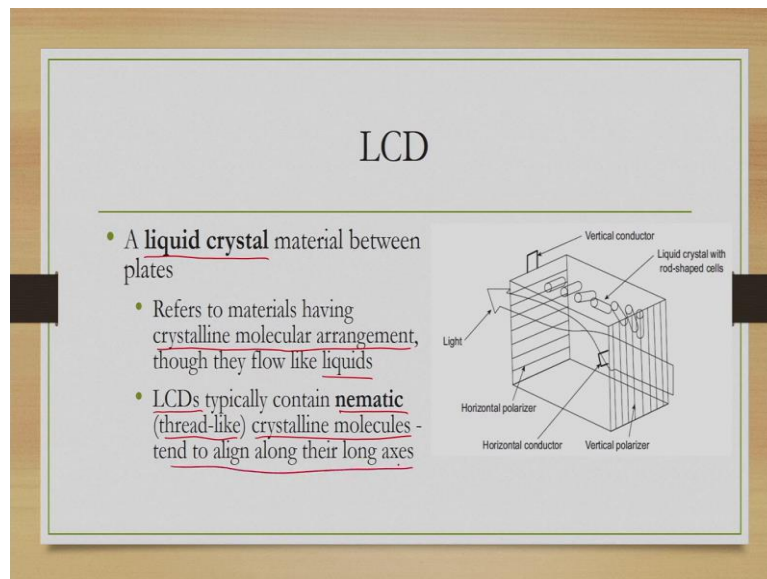 LCD
• A liquid crystal material between
plates
• Refers to materials having
crystalline molecular arrangement,
though they flow like liquids
• LCDs typically contain nematic
(thread-like) crystalline molecules -
tend to align along their long axes
Vertical conductor
Liquid crystal with
rod-shaped cells
Light
Horizontal polarizer
Horizontal conductor
Vertical polarizer